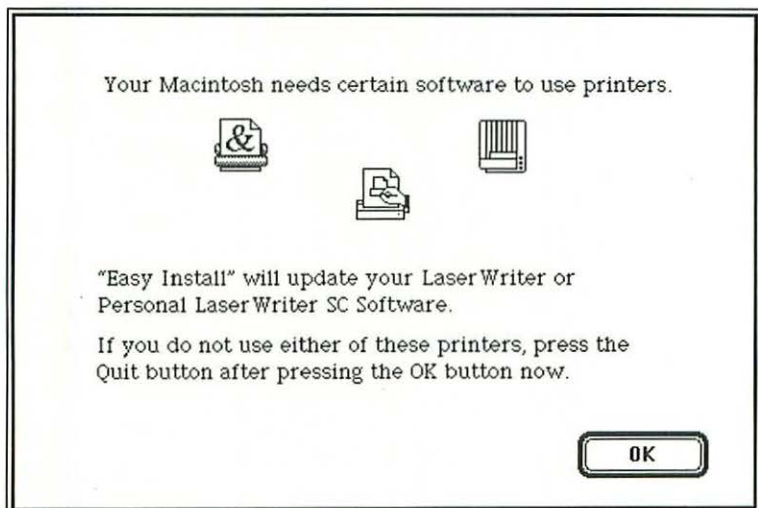 Your Macintosh needs certain software to use printers.
&
"Easy Install" will update your LaserWriter or
Personal LaserWriter SC Software.
If you do not use either of these printers, press the
Quit button after pressing the OK button now.
OK